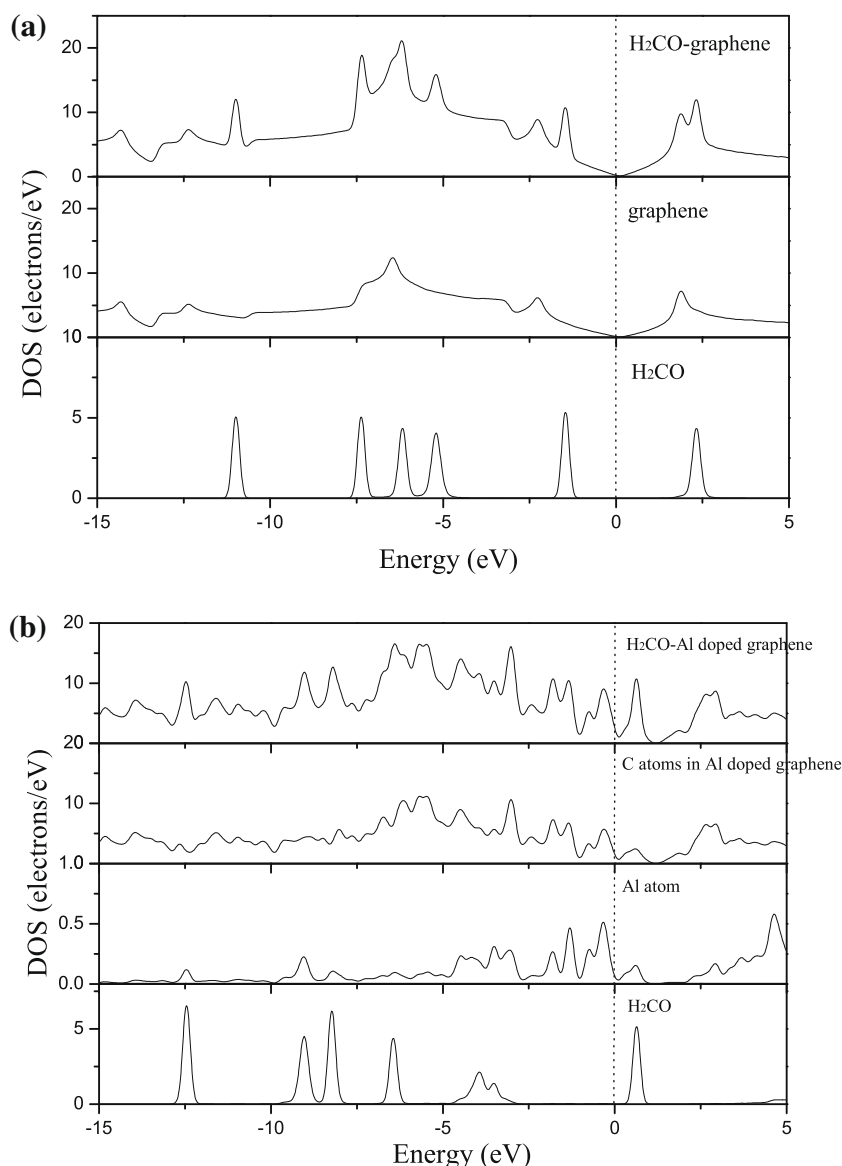 (a)
H2CO-graphene
20
10
0
graphene
20
10
10
H2CO
5
0
DOS (electrons/eV)
-15 -10 -5 0 5
Energy (eV)
(b)
20
H2CO-Al doped graphene
10
20
C atoms in Al doped graphene
10
1.0
Al atom
0.5
0.0
H2CO
5
0
DOS (electrons/eV)
-15 -10 -5 0 5
Energy (eV)